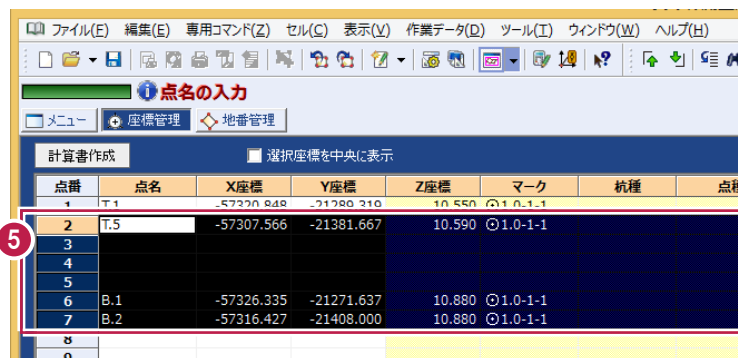 ファイル(F) 編集(E) 専用コマンド(Z) セル(C) 表示(V) 作業データ(D) ツール(T) ウィンドウ(W) ヘルプ(H)
点名の入力
メニュー 座標管理 地番管理
計算書作成 選択座標を中央に表示
点番 点名 X座標 Y座標 Z座標 マーク 杭種 点種
1 T.1 -57320.848 -21289.319 10.550 1.0-1-1
2 T.5 -57307.566 -21381.667 10.590 1.0-1-1
5
3
4
5
6 B.1 -57326.335 -21271.637 10.880 1.0-1-1
7 B.2 -57316.427 -21408.000 10.880 1.0-1-1
8
9